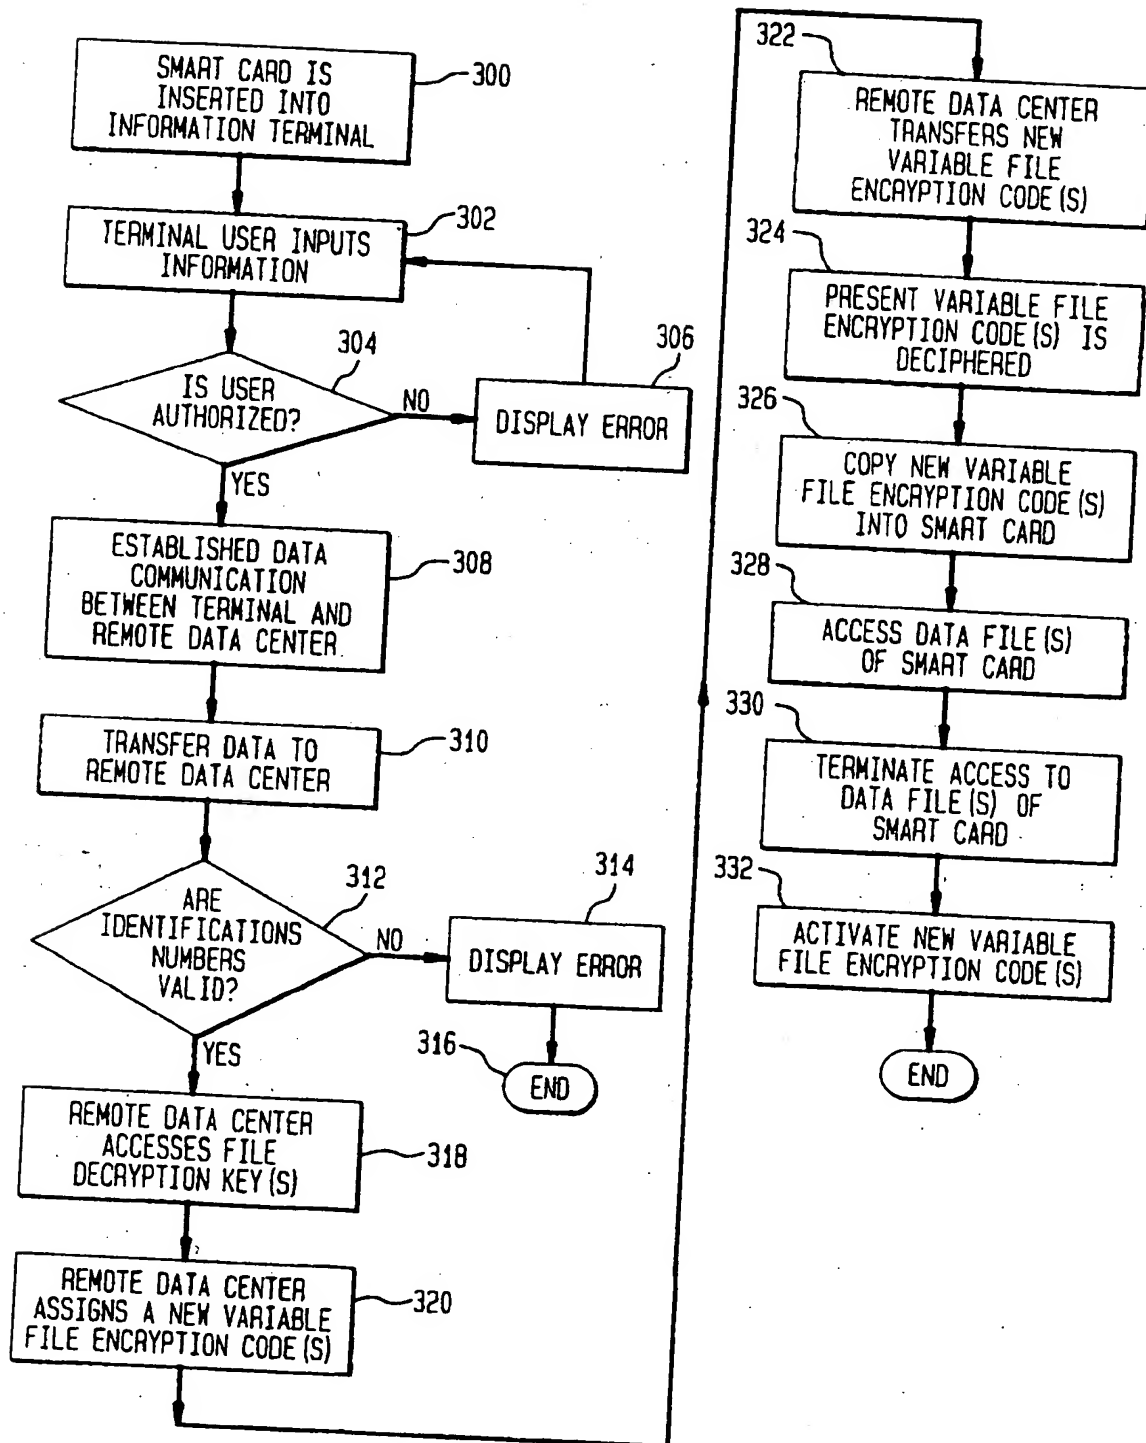 SMART CARD IS
INSERTED INTO
INFORMATION TERMINAL
300
TERMINAL USER INPUTS
INFORMATION
302
IS USER
AUTHORIZED?
304
NO
DISPLAY ERROR
306
YES
ESTABLISHED DATA
COMMUNICATION
BETWEEN TERMINAL AND
REMOTE DATA CENTER
308
TRANSFER DATA TO
REMOTE DATA CENTER
310
ARE
IDENTIFICATIONS
NUMBERS
VALID?
312
NO
DISPLAY ERROR
314
316
END
YES
REMOTE DATA CENTER
ACCESSES FILE
DECRYPTION KEY(S)
318
REMOTE DATA CENTER
ASSIGNS A NEW VARIABLE
FILE ENCRYPTION CODE(S)
320
322
REMOTE DATA CENTER
TRANSFERS NEW
VARIABLE FILE
ENCRYPTION CODE(S)
324
PRESENT VARIABLE FILE
ENCRYPTION CODE(S) IS
DECIPHERED
326
COPY NEW VARIABLE
FILE ENCRYPTION CODE(S)
INTO SMART CARD
328
ACCESS DATA FILE(S)
OF SMART CARD
330
TERMINATE ACCESS TO
DATA FILE(S) OF
SMART CARD
332
ACTIVATE NEW VARIABLE
FILE ENCRYPTION CODE(S)
END